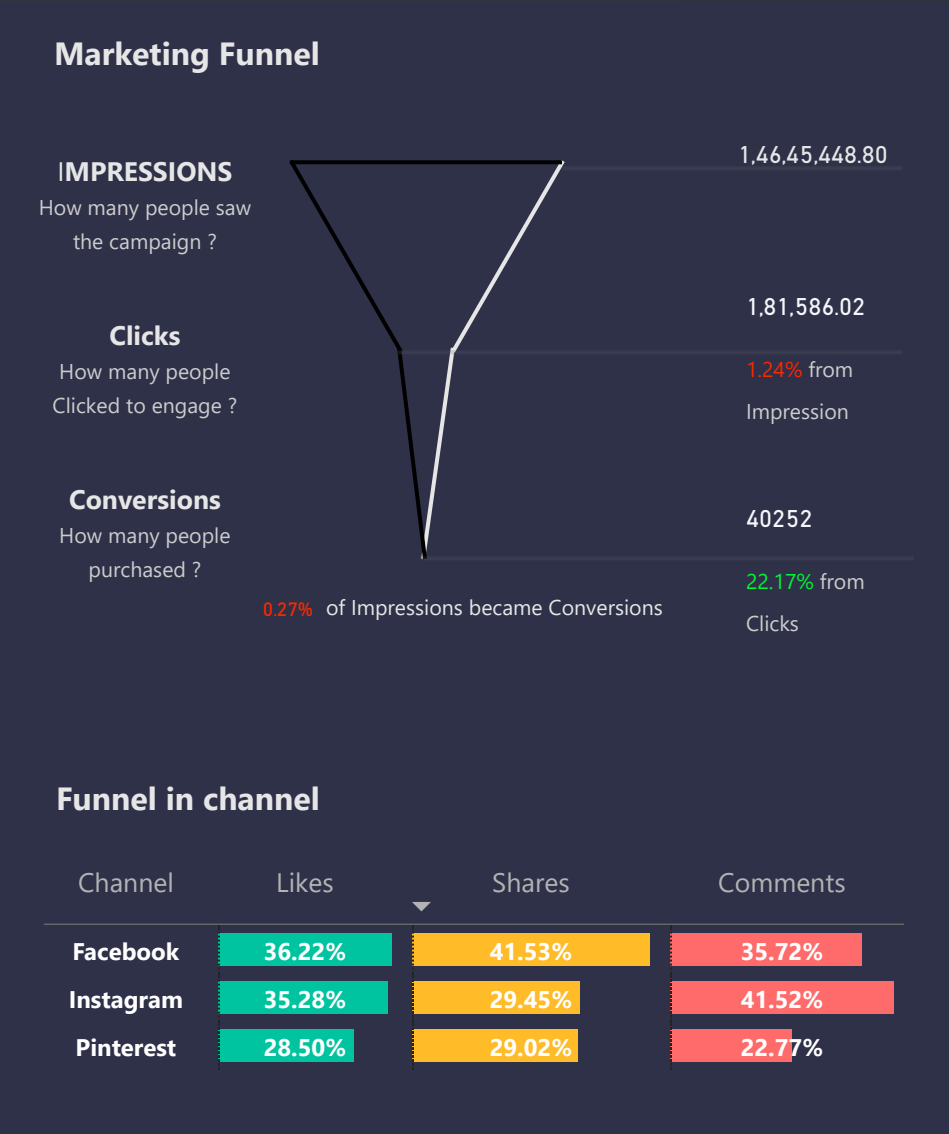 Marketing Funnel
IMPRESSIONS
How many people saw
the campaign ?
1,46,45,448.80
Clicks
How many people
Clicked to engage ?
1,81,586.02
1.24% from
Impression
Conversions
How many people
purchased ?
40252
22.17% from
Clicks
0.27% of Impressions became Conversions
Funnel in channel
Channel Likes Shares Comments
Facebook 36.22% 41.53% 35.72%
Instagram 35.28% 29.45% 41.52%
Pinterest 28.50% 29.02% 22.77%